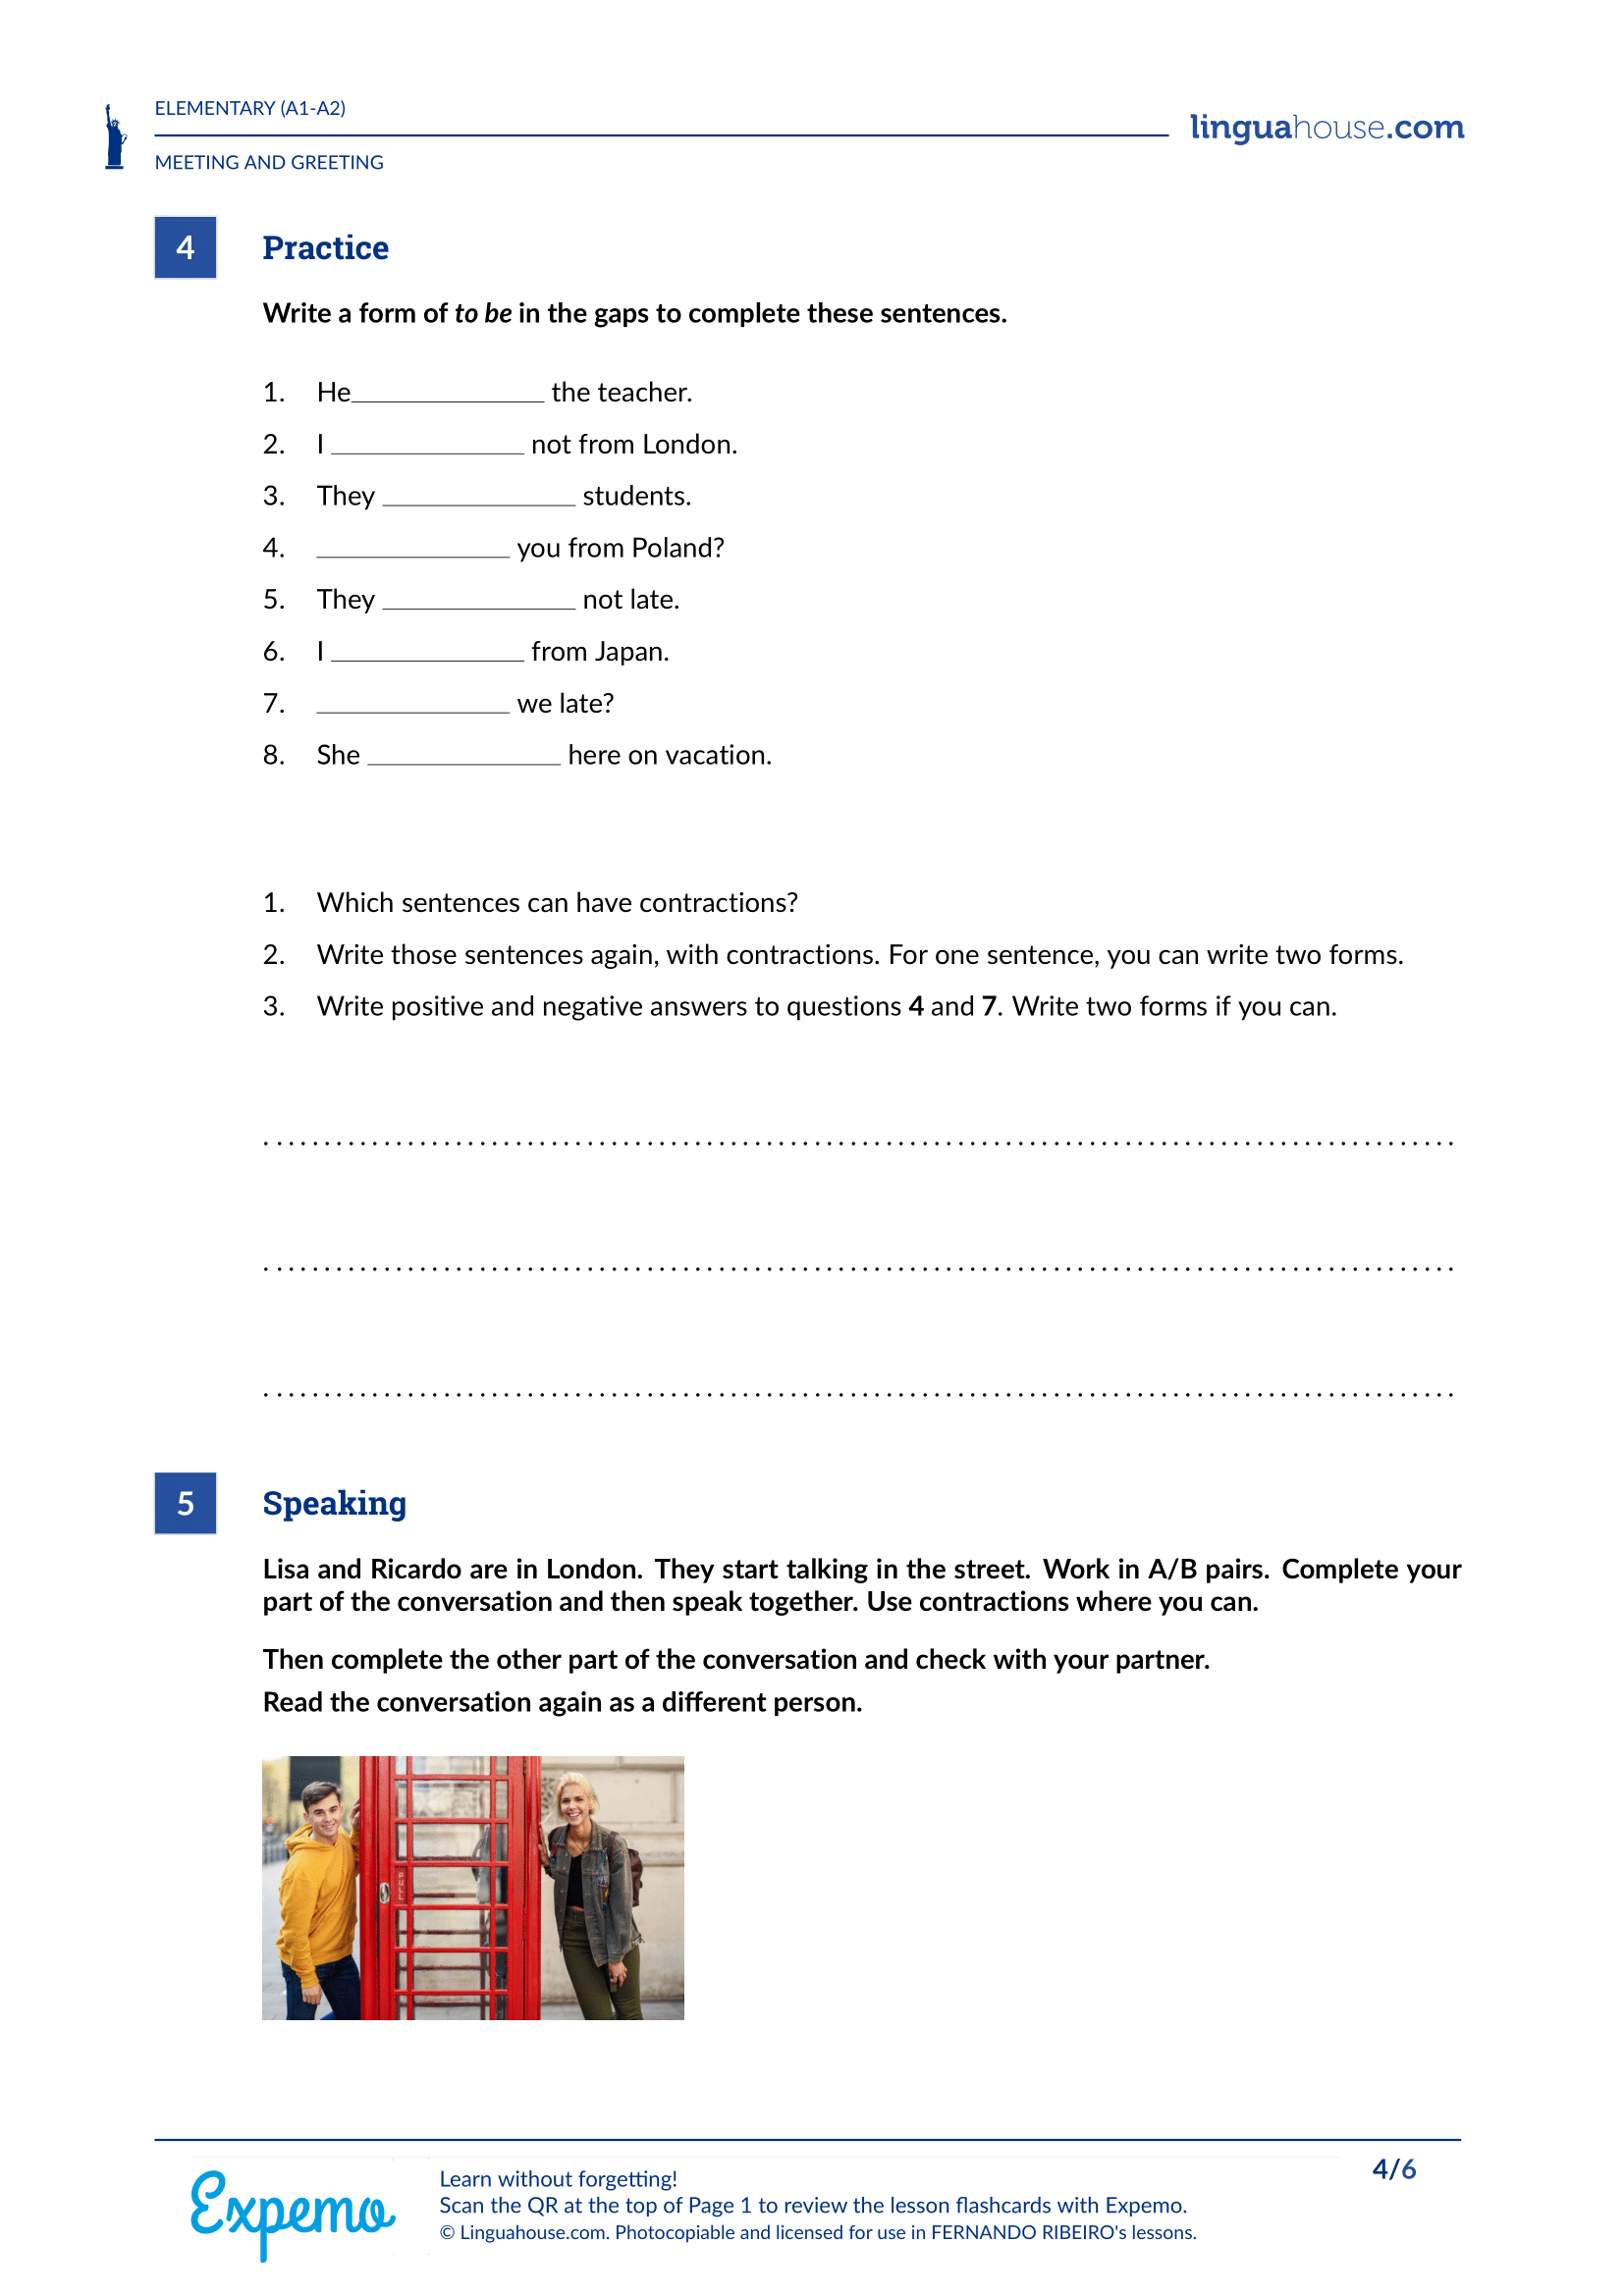 ELEMENTARY (A1-A2)
linguahouse.com
MEETING AND GREETING
4 Practice
Write a form of to be in the gaps to complete these sentences.
1. He______________ the teacher.
2. I ______________ not from London.
3. They ______________ students.
4. ______________ you from Poland?
5. They ______________ not late.
6. I ______________ from Japan.
7. ______________ we late?
8. She ______________ here on vacation.
1. Which sentences can have contractions?
2. Write those sentences again, with contractions. For one sentence, you can write two forms.
3. Write positive and negative answers to questions 4 and 7. Write two forms if you can.
5 Speaking
Lisa and Ricardo are in London. They start talking in the street. Work in A/B pairs. Complete your
part of the conversation and then speak together. Use contractions where you can.
Then complete the other part of the conversation and check with your partner.
Read the conversation again as a different person.
PULL
4/6
Expemo
Learn without forgetting!
Scan the QR at the top of Page 1 to review the lesson flashcards with Expemo.
© Linguahouse.com. Photocopiable and licensed for use in FERNANDO RIBEIRO's lessons.